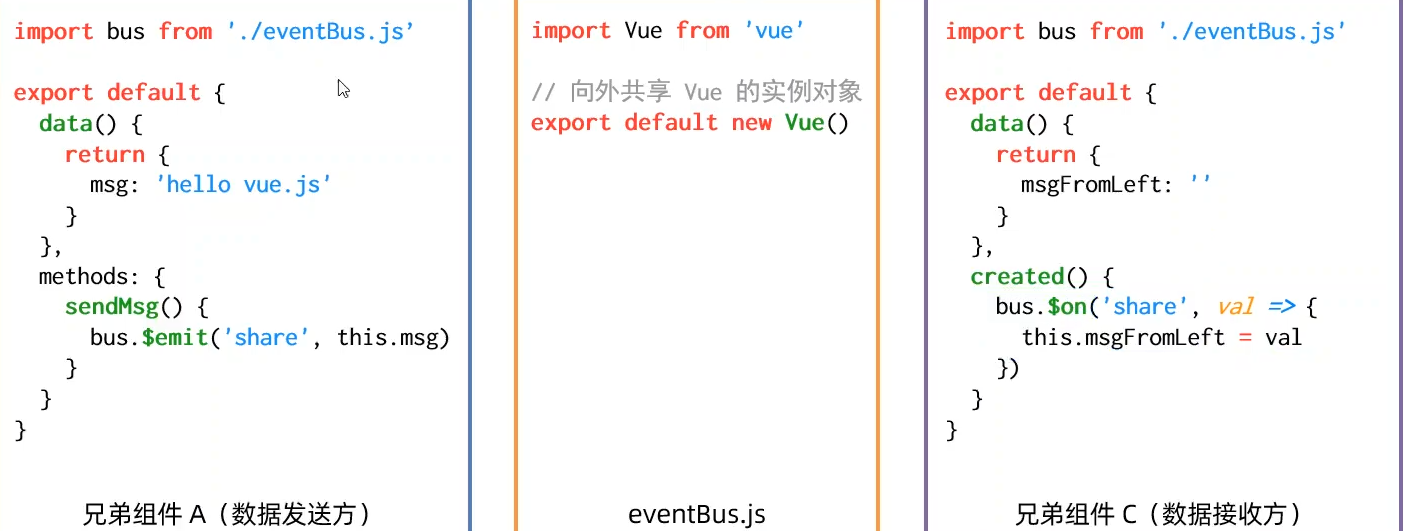 import bus from './eventBus.js’
export default {
data() {
return {
msg: 'hello vue.js’
}
},
methods: {
sendMsg() {
bus.$emit('share', this.msg)
}
}
}
兄弟组件 A（数据发送方）
import Vue from 'vue'
// 向外共享 Vue 的实例对象
export default new Vue()
eventBus.js
import bus from './eventBus.js'
export default {
data() {
return {
msgFromLeft: ''
}
},
created() {
bus.$on('share', val => {
this.msgFromLeft = val
})
}
}
兄弟组件 C（数据接收方）